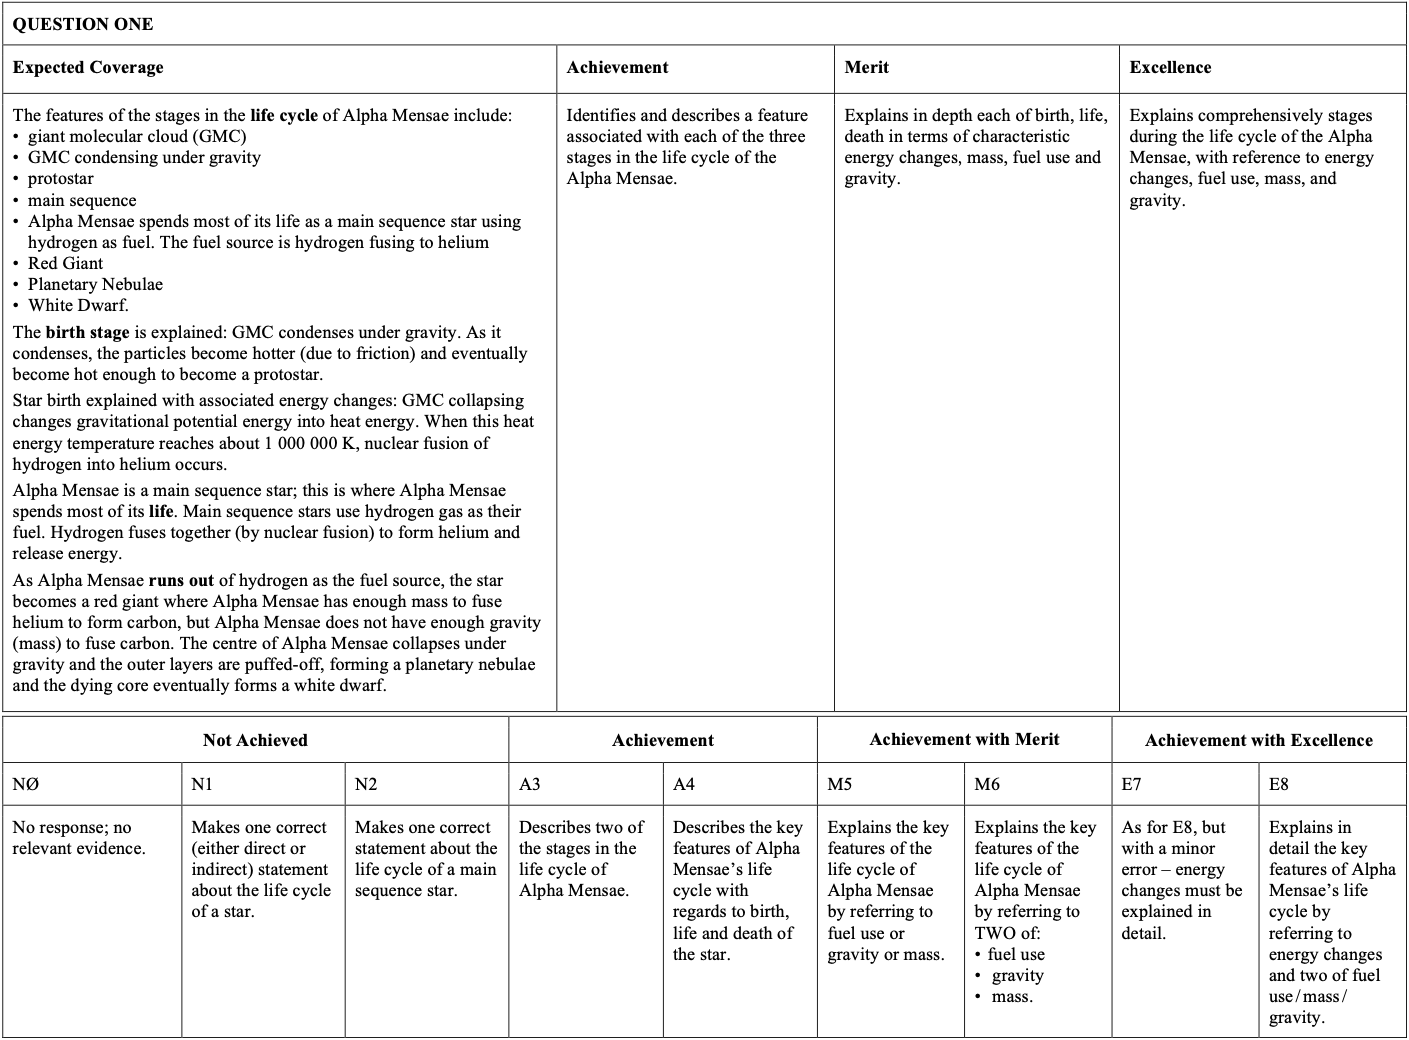 QUESTION ONE
Expected Coverage
Achievement
Merit
Excellence
The features of the stages in the life cycle of Alpha Mensae include:
• giant molecular cloud (GMC)
• GMC condensing under gravity
• protostar
• main sequence
• Alpha Mensae spends most of its life as a main sequence star using
hydrogen as fuel. The fuel source is hydrogen fusing to helium
• Red Giant
• Planetary Nebulae
• White Dwarf.
The birth stage is explained: GMC condenses under gravity. As it
condenses, the particles become hotter (due to friction) and eventually
become hot enough to become a protostar.
Star birth explained with associated energy changes: GMC collapsing
changes gravitational potential energy into heat energy. When this heat
energy temperature reaches about 1 000 000 K, nuclear fusion of
hydrogen into helium occurs.
Alpha Mensae is a main sequence star; this is where Alpha Mensae
spends most of its life. Main sequence stars use hydrogen gas as their
fuel. Hydrogen fuses together (by nuclear fusion) to form helium and
release energy.
As Alpha Mensae runs out of hydrogen as the fuel source, the star
becomes a red giant where Alpha Mensae has enough mass to fuse
helium to form carbon, but Alpha Mensae does not have enough gravity
(mass) to fuse carbon. The centre of Alpha Mensae collapses under
gravity and the outer layers are puffed-off, forming a planetary nebulae
and the dying core eventually forms a white dwarf.
Identifies and describes a feature
associated with each of the three
stages in the life cycle of the
Alpha Mensae.
Explains in depth each of birth, life,
death in terms of characteristic
energy changes, mass, fuel use and
gravity.
Explains comprehensively stages
during the life cycle of the Alpha
Mensae, with reference to energy
changes, fuel use, mass, and
gravity.
Not Achieved
Achievement
Achievement with Merit
Achievement with Excellence
NØ
N1
N2
A3
A4
M5
M6
E7
E8
No response; no
relevant evidence.
Makes one correct
(either direct or
indirect) statement
about the life cycle
of a star.
Makes one correct
statement about the
life cycle of a main
sequence star.
Describes two of
the stages in the
life cycle of
Alpha Mensae.
Describes the key
features of Alpha
Mensae's life
cycle with
regards to birth,
life and death of
the star.
Explains the key
features of the
life cycle of
Alpha Mensae
by referring to
fuel use or
gravity or mass.
Explains the key
features of the
life cycle of
Alpha Mensae
by referring to
TWO of:
• fuel use
• gravity
• mass.
As for E8, but
with a minor
error – energy
changes must be
explained in
detail.
Explains in
detail the key
features of Alpha
Mensae's life
cycle by
referring to
energy changes
and two of fuel
use / mass /
gravity.